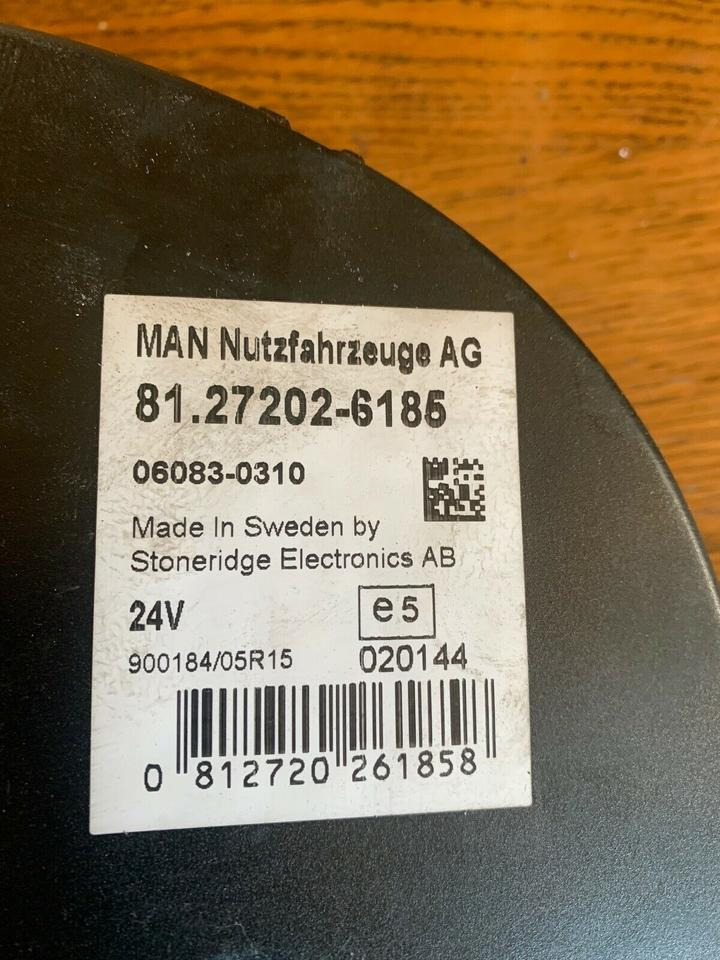 MAN Nutzfahrzeuge AG
81.27202-6185
06083-0310
Made In Sweden by
Stoneridge Electronics AB
24V
e5
900184/05R15
020144
0 812720 261858